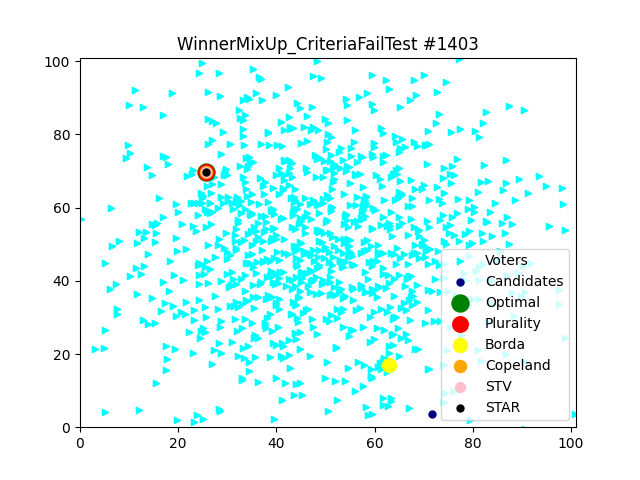 WinnerMixUp_CriteriaFailTest #1403
100
80
60
40
20
0
0
20
40
60
80
100
Voters
Candidates
Optimal
Plurality
Borda
Copeland
STV
STAR